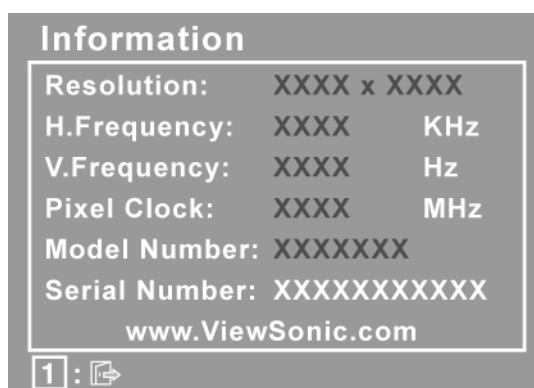 Information
Resolution: XXXX x XXXX
H.Frequency: XXXX KHz
V.Frequency: XXXX Hz
Pixel Clock: XXXX MHz
Model Number: XXXXXXX
Serial Number: XXXXXXXXXXX
www.ViewSonic.com
1 :